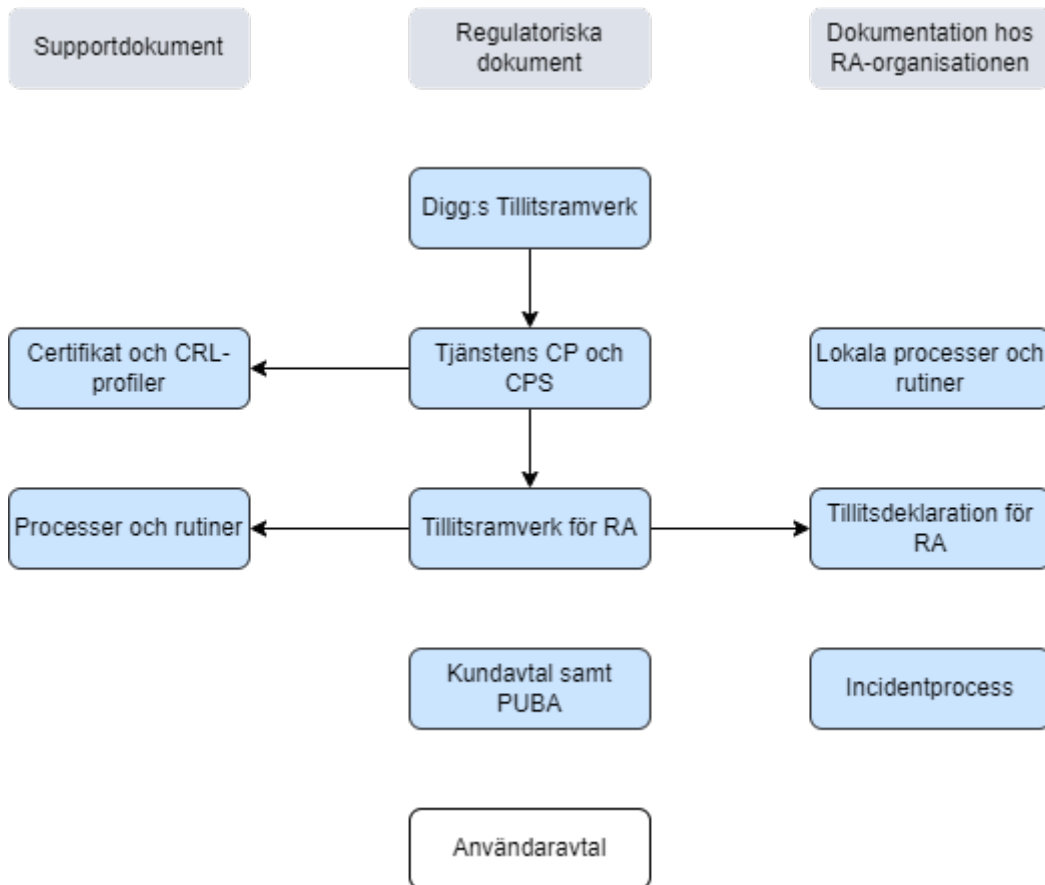 Supportdokument
Regulatoriska
dokument
Dokumentation hos
RA-organisationen
Digg:s Tillitsramverk
Certifikat och CRL-
profiler
Tjänstens CP och
CPS
Lokala processer och
rutiner
Processer och rutiner
Tillitsramverk för RA
Tillitsdeklaration för
RA
Kundavtal samt
PUBA
Incidentprocess
Användaravtal